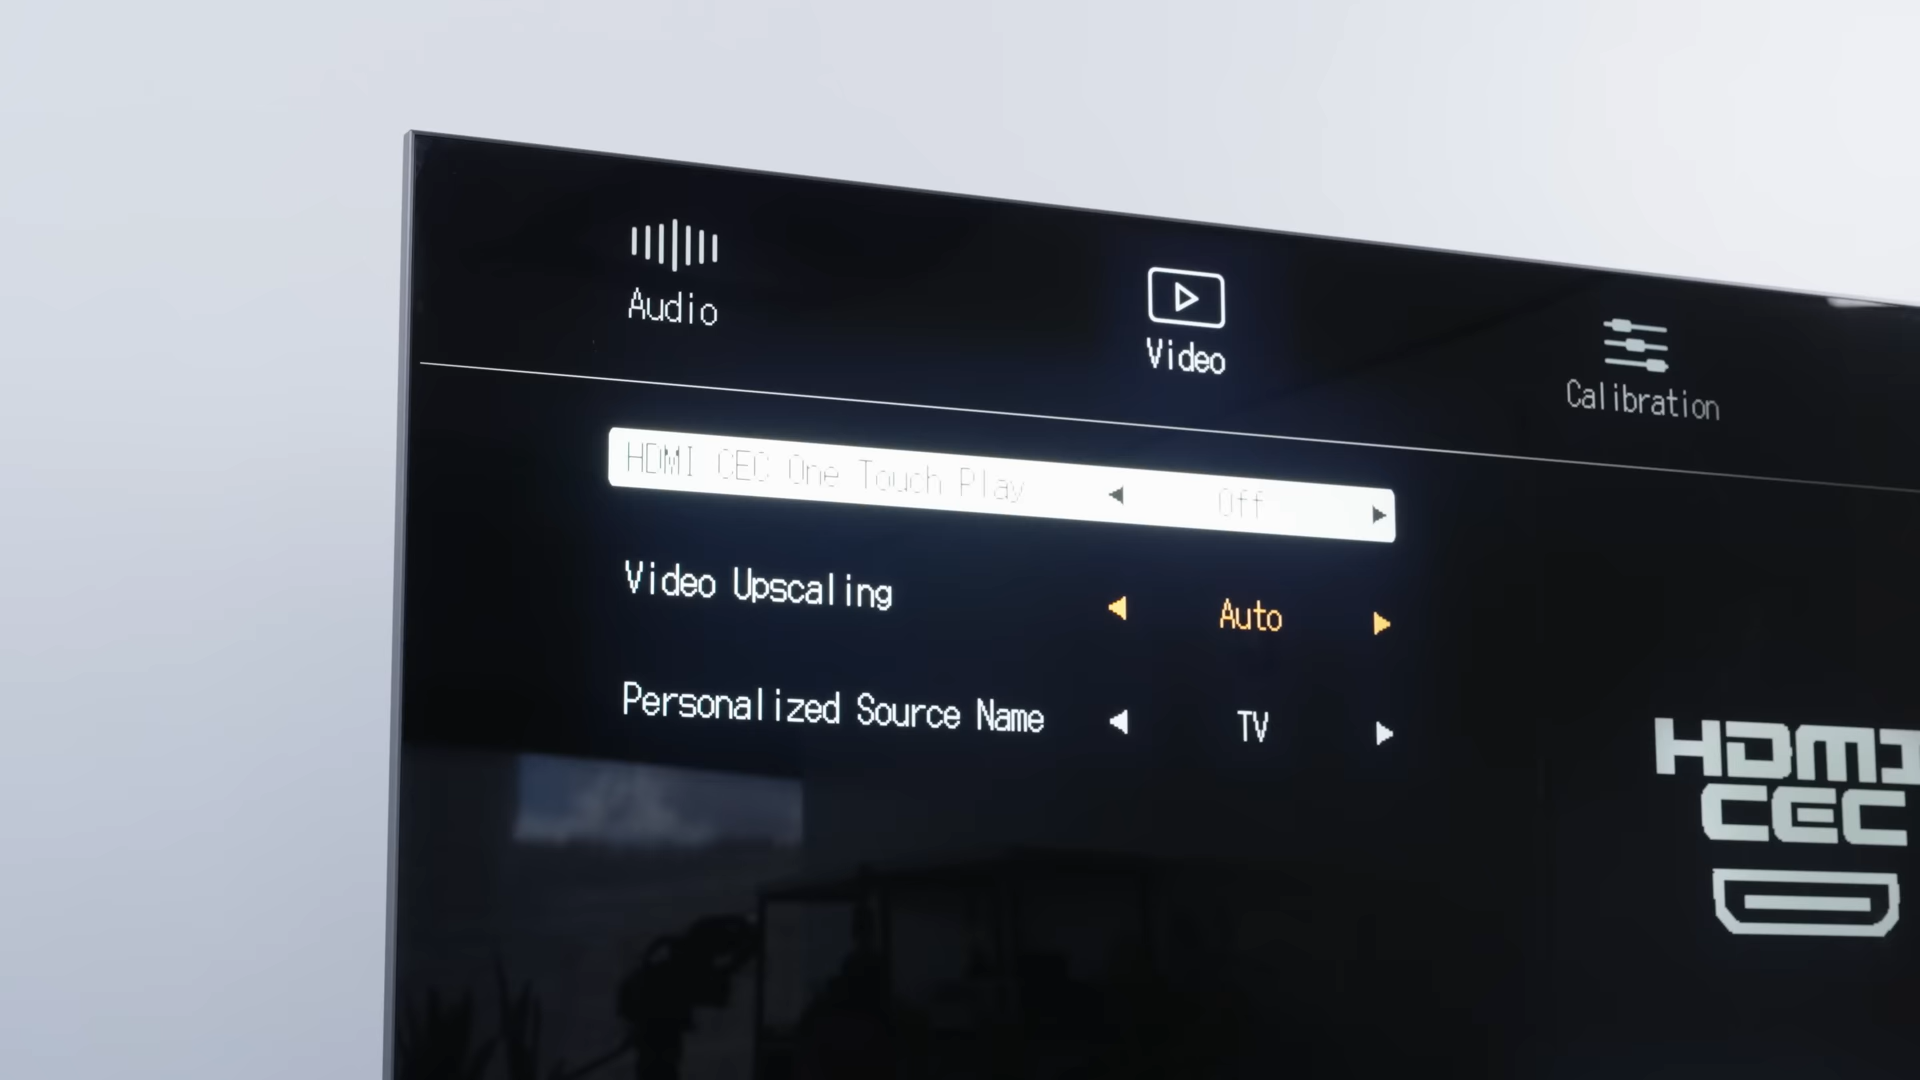 Audio
Video
Calibration
HDMI CEC One Touch Play Off
Video Upscaling Auto
Personalized Source Name TV
HDMI
CEC